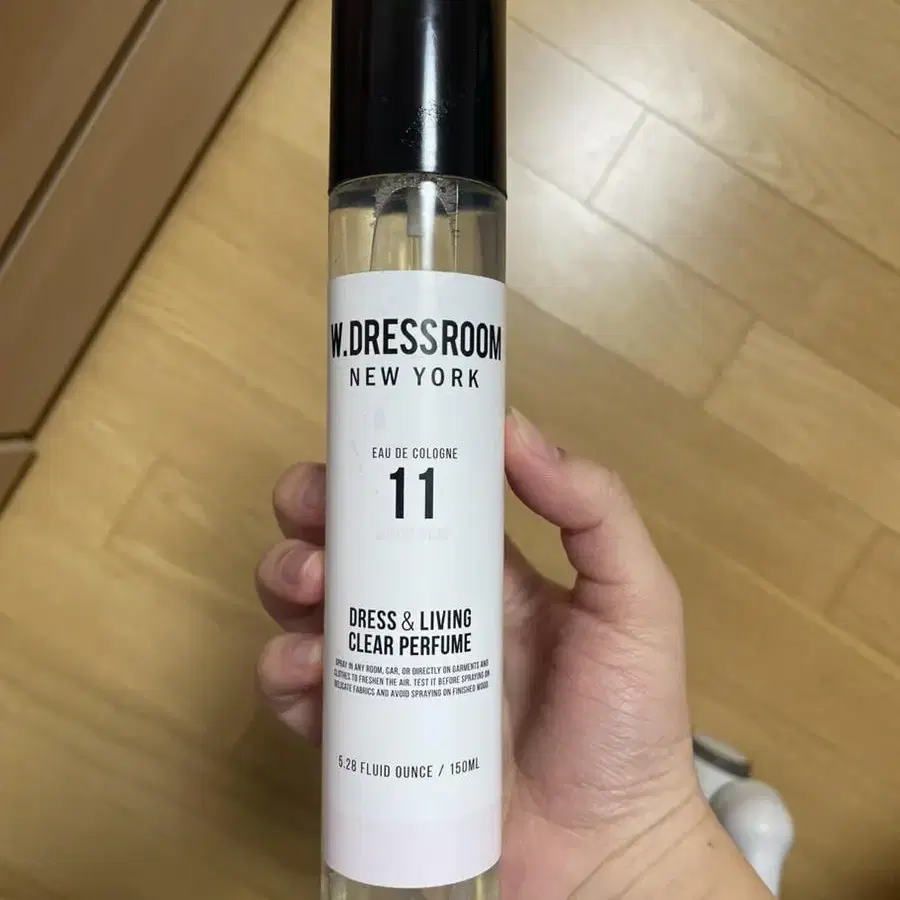 W.DRESSROOM
NEW YORK
EAU DE COLOGNE
11
DRESS & LIVING
CLEAR PERFUME
SPRAY IN ANY ROOM, CAR, OR DIRECTLY ON GARMENTS AND
CLOTHES TO FRESHEN THE AIR. TEST IT BEFORE SPRAYING ON
DELICATE FABRICS AND AVOID SPRAYING ON FINISHED WOOD.
5.28 FLUID OUNCE / 150ML